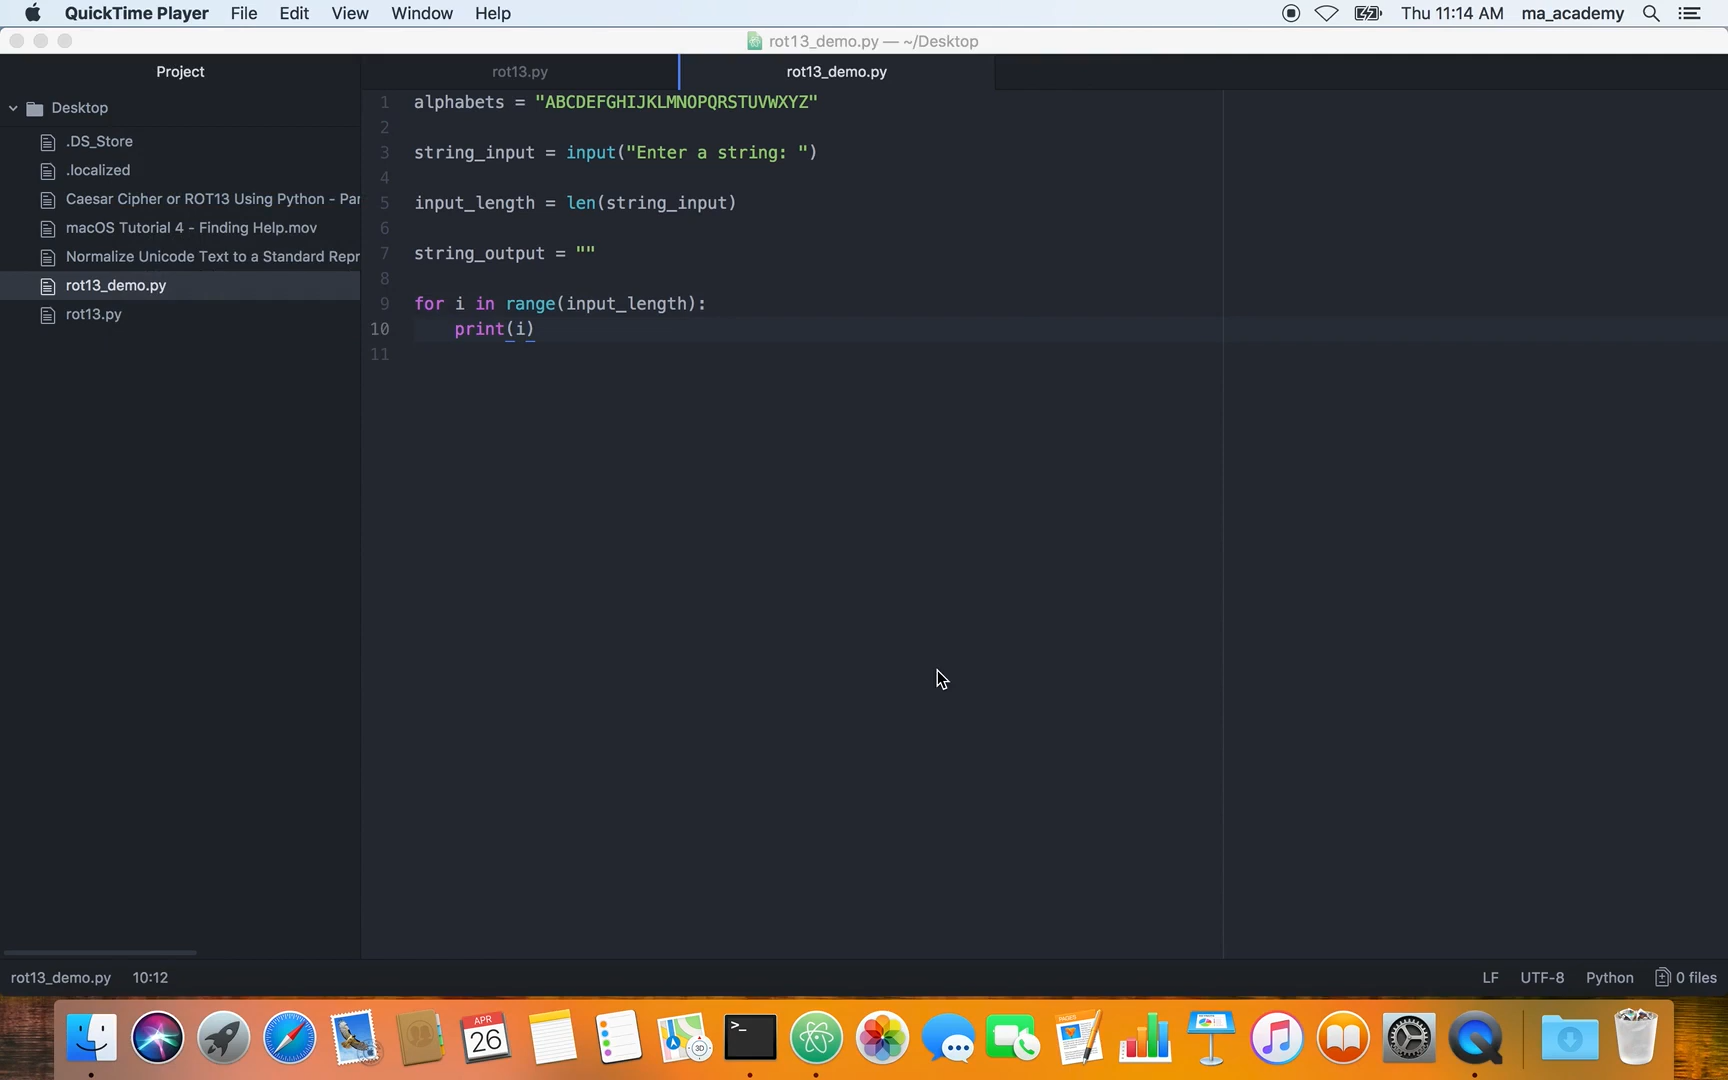 QuickTime Player File Edit View Window Help Thu 11:14 AM ma_academy
rot13_demo.py — ~/Desktop
Project rot13.py rot13_demo.py
Desktop
.DS_Store
.localized
Caesar Cipher or ROT13 Using Python - Par
macOS Tutorial 4 - Finding Help.mov
Normalize Unicode Text to a Standard Repr
rot13_demo.py
rot13.py
1 alphabets = "ABCDEFGHIJKLMNOPQRSTUVWXYZ"
2
3 string_input = input("Enter a string: ")
4
5 input_length = len(string_input)
6
7 string_output = ""
8
9 for i in range(input_length):
10 print(i)
11
rot13_demo.py 10:12 LF UTF-8 Python 0 files
APR
26
3D
>_
PAGES